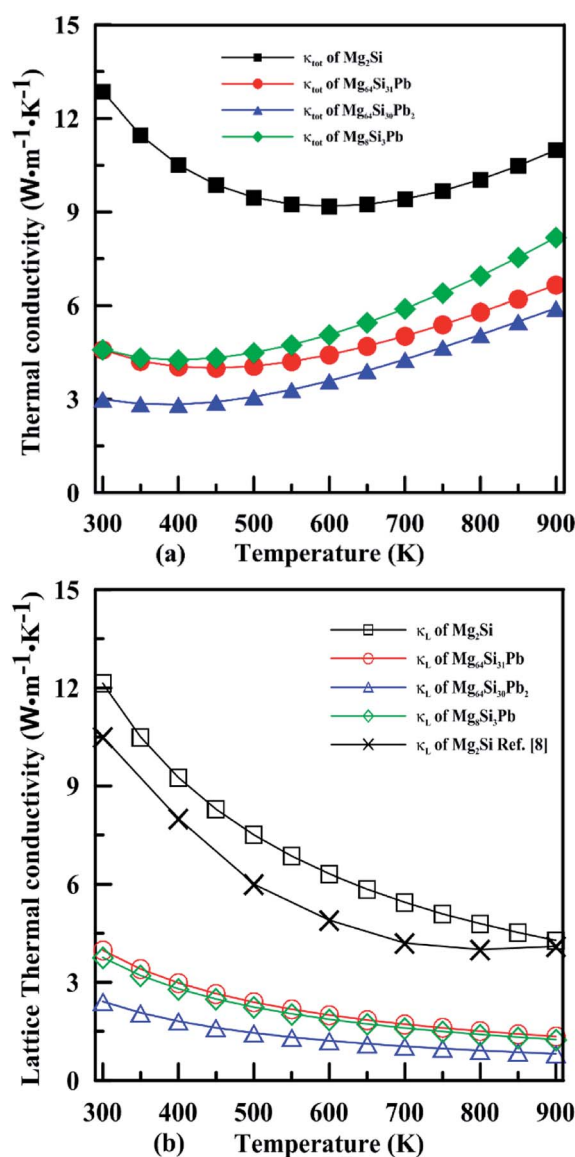 15
12
9
6
3
0
Thermal conductivity (W•m⁻¹•K⁻¹)
κtot of Mg₂Si
κtot of Mg₆₄Si₃₁Pb
κtot of Mg₆₄Si₃₀Pb₂
κtot of Mg₈Si₃Pb
300 400 500 600 700 800 900
(a) Temperature (K)
15
12
9
6
3
0
Lattice Thermal conductivity (W•m⁻¹•K⁻¹)
κL of Mg₂Si
κL of Mg₆₄Si₃₁Pb
κL of Mg₆₄Si₃₀Pb₂
κL of Mg₈Si₃Pb
κL of Mg₂Si Ref. [8]
300 400 500 600 700 800 900
(b) Temperature (K)